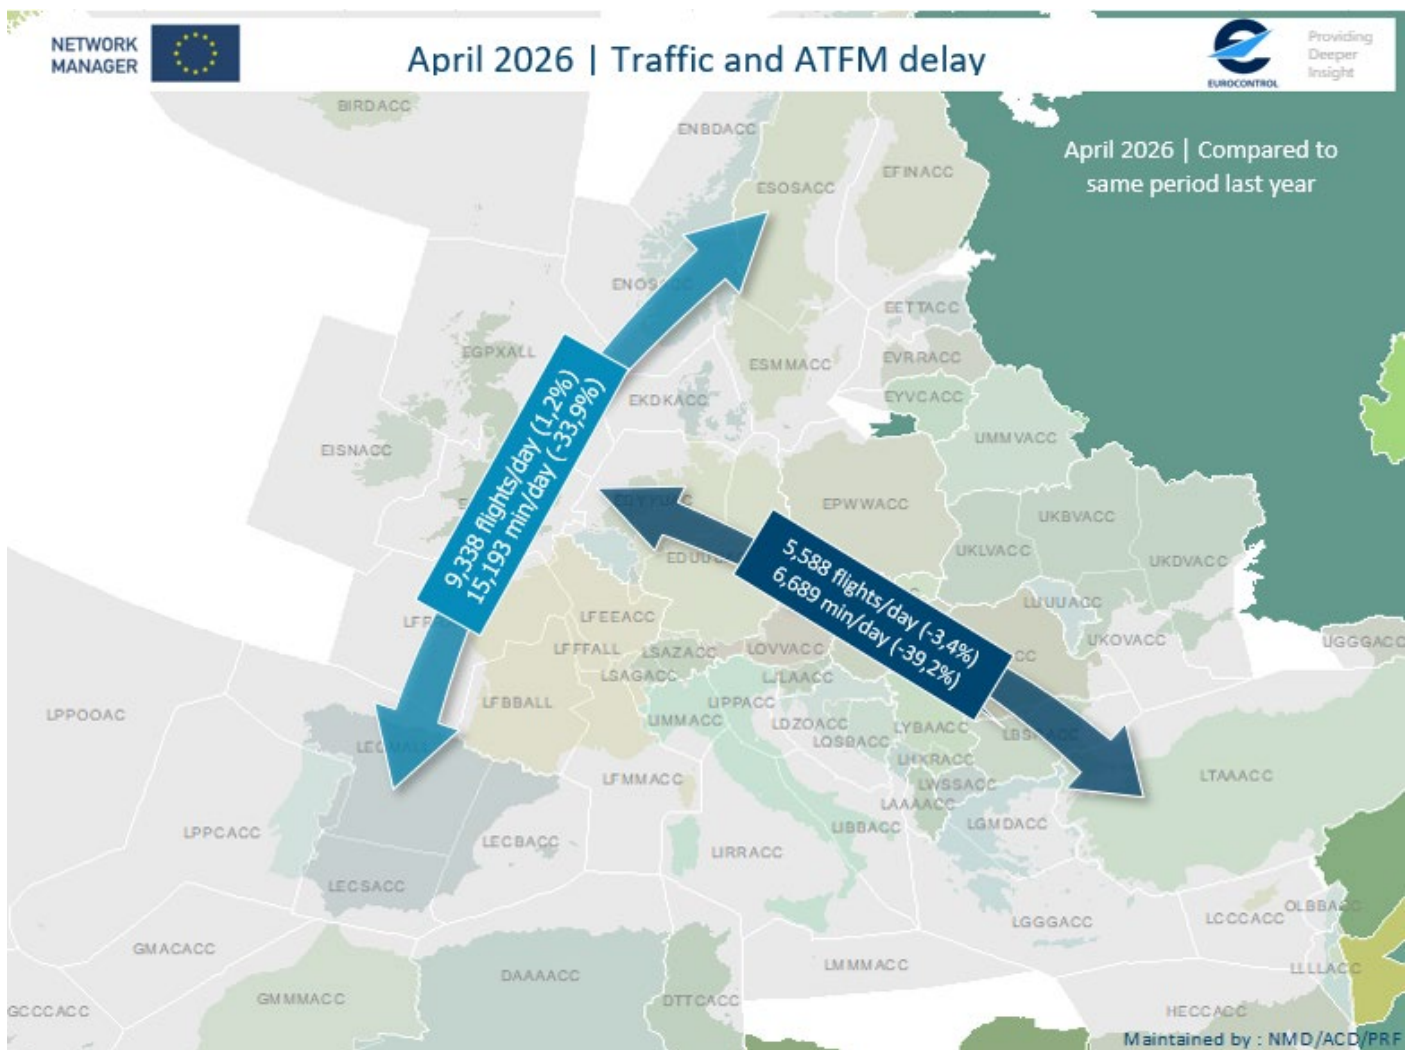 NETWORK
MANAGER
April 2026 | Traffic and ATFM delay
EUROCONTROL
Providing
Deeper
Insight
April 2026 | Compared to
same period last year
BIRDACC
ENBDACC
ESOSACC
EFINACC
EETTACC
EGPXALL
ESMMACC
EVRRACC
EKDKACC
EYVCACC
UMMVACC
EISNACC
9,338 flights/day (1,2%)
15,193 min/day (-33,9%)
EPWWACC
UKBVACC
UKLVACC
UKDVACC
5,588 flights/day (-3,4%)
6,689 min/day (-39,2%)
LUUUACC
LFEEACC
UKOVACC
UGGGACC
LFFFALL
LSAZACC
LOVVACC
LSAGACC
LJLAACC
LFBBALL
LIPPACC
LPPOOAC
LIMMACC
LDZOACC
LYBAACC
LQSBACC
LHXRACC
LTAAACC
LFMMACC
LWSSACC
LAAAACC
LPPCACC
LECBACC
LIBBACC
LGMDACC
LIRRACC
LECSACC
LGGGACC
LCCCACC
OLBBACC
GMACACC
LMMMACC
LLLLACC
DAAAACC
GMMMACC
DTTCACC
GCCCACC
HECCACC
Maintained by : NMD/ACD/PRF